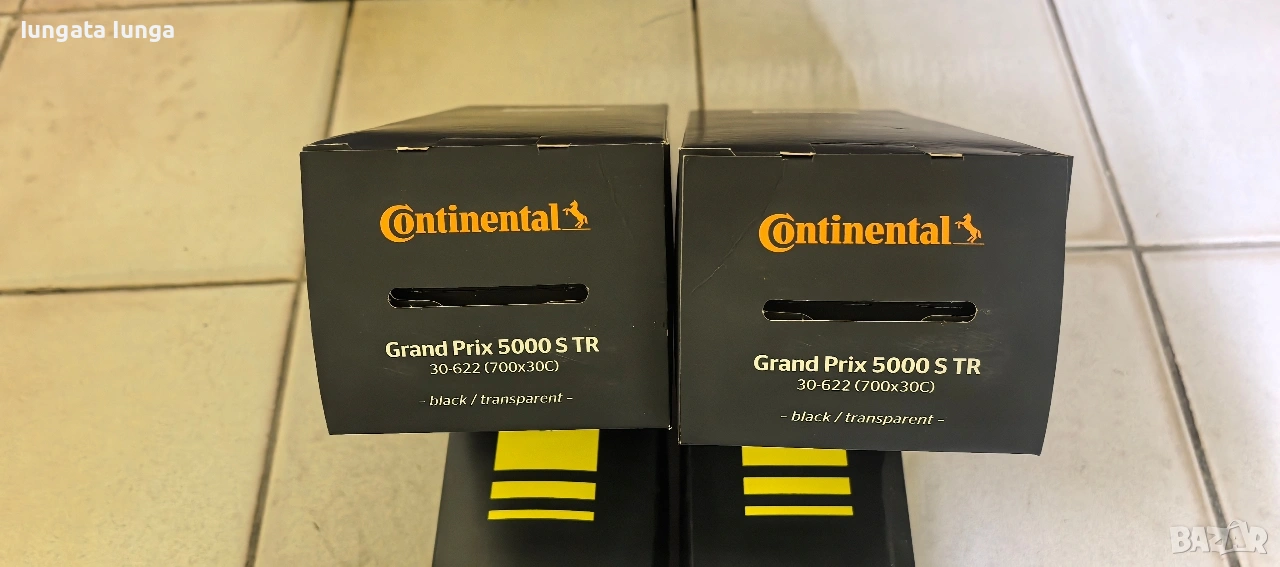 lungata lunga
Continental
Grand Prix 5000 S TR
30-622 (700x30C)
- black / transparent -
Continental
Grand Prix 5000 S TR
30-622 (700x30C)
- black / transparent -
BAZAR